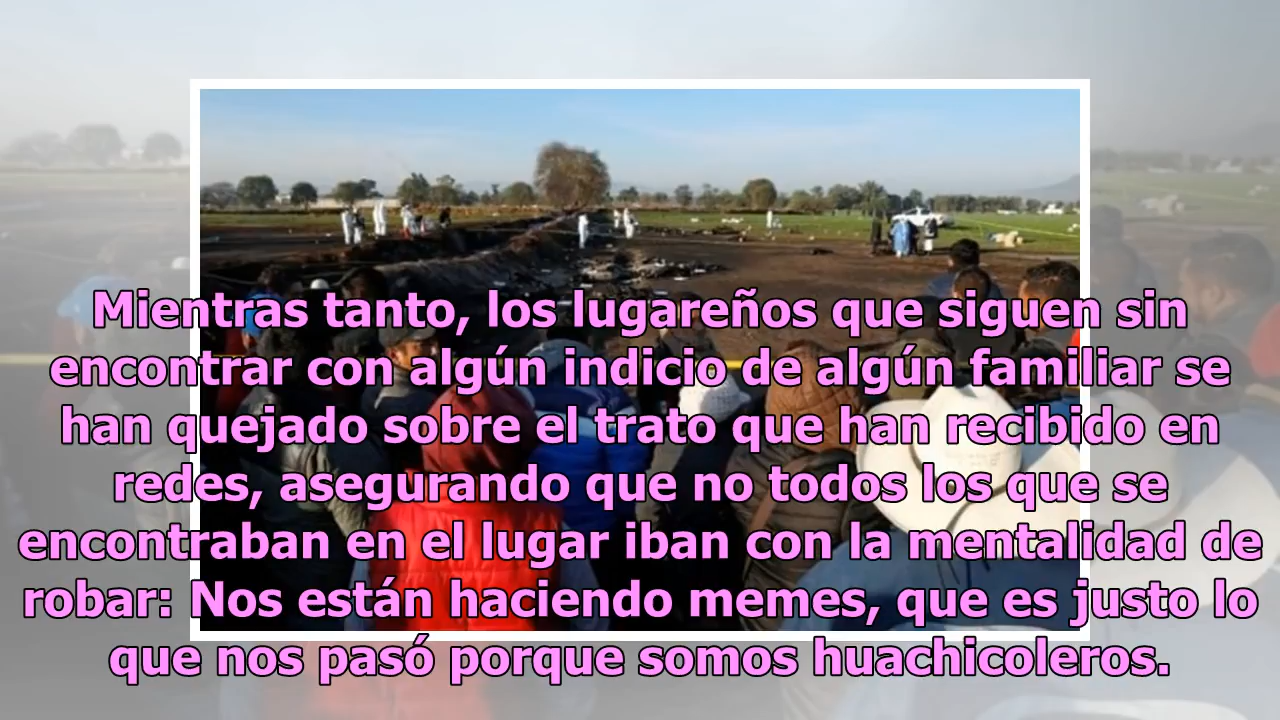 Mientras tanto, los lugareños que siguen sin
encontrar con algún indicio de algún familiar se
han quejado sobre el trato que han recibido en
redes, asegurando que no todos los que se
encontraban en el lugar iban con la mentalidad de
robar: Nos están haciendo memes, que es justo lo
que nos pasó porque somos huachicoleros.